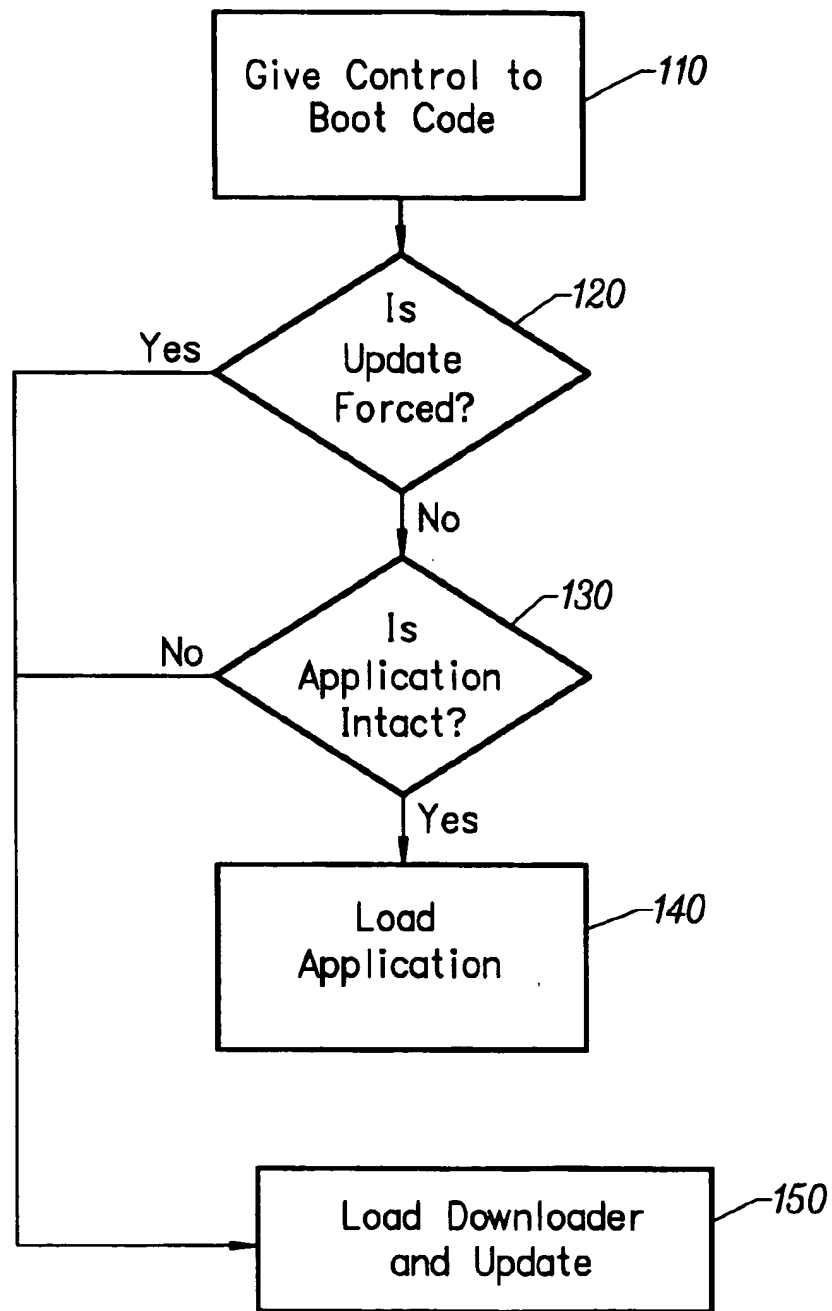 Give Control to
Boot Code
110
Is
Update
Forced?
120
Yes
No
Is
Application
Intact?
130
No
Yes
Load
Application
140
Load Downloader
and Update
150